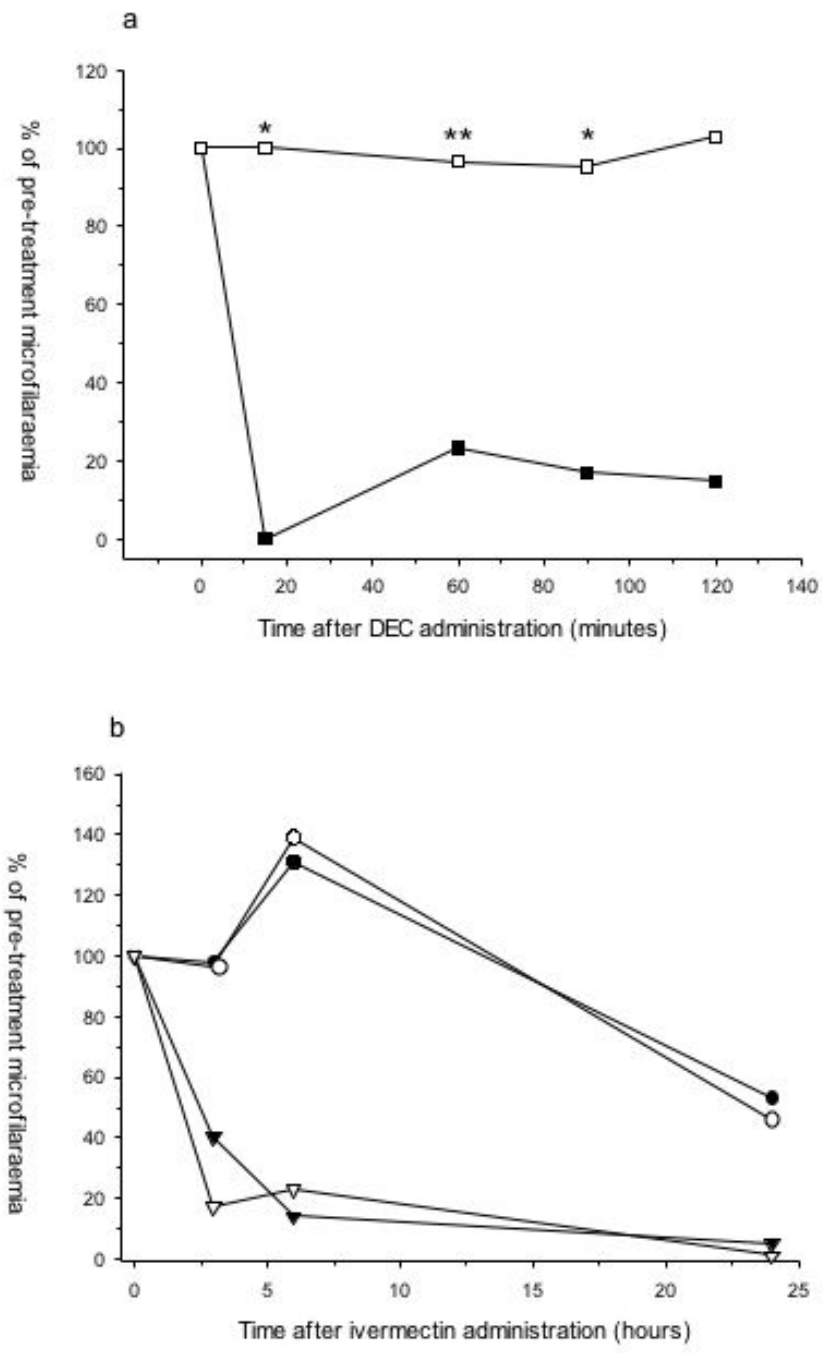 a
120
100
80
60
40
20
0
* ** *
% of pre-treatment microfilaraemia
0 20 40 60 80 100 120 140
Time after DEC administration (minutes)
b
160
140
120
100
80
60
40
20
0
% of pre-treatment microfilaraemia
0 5 10 15 20 25
Time after ivermectin administration (hours)